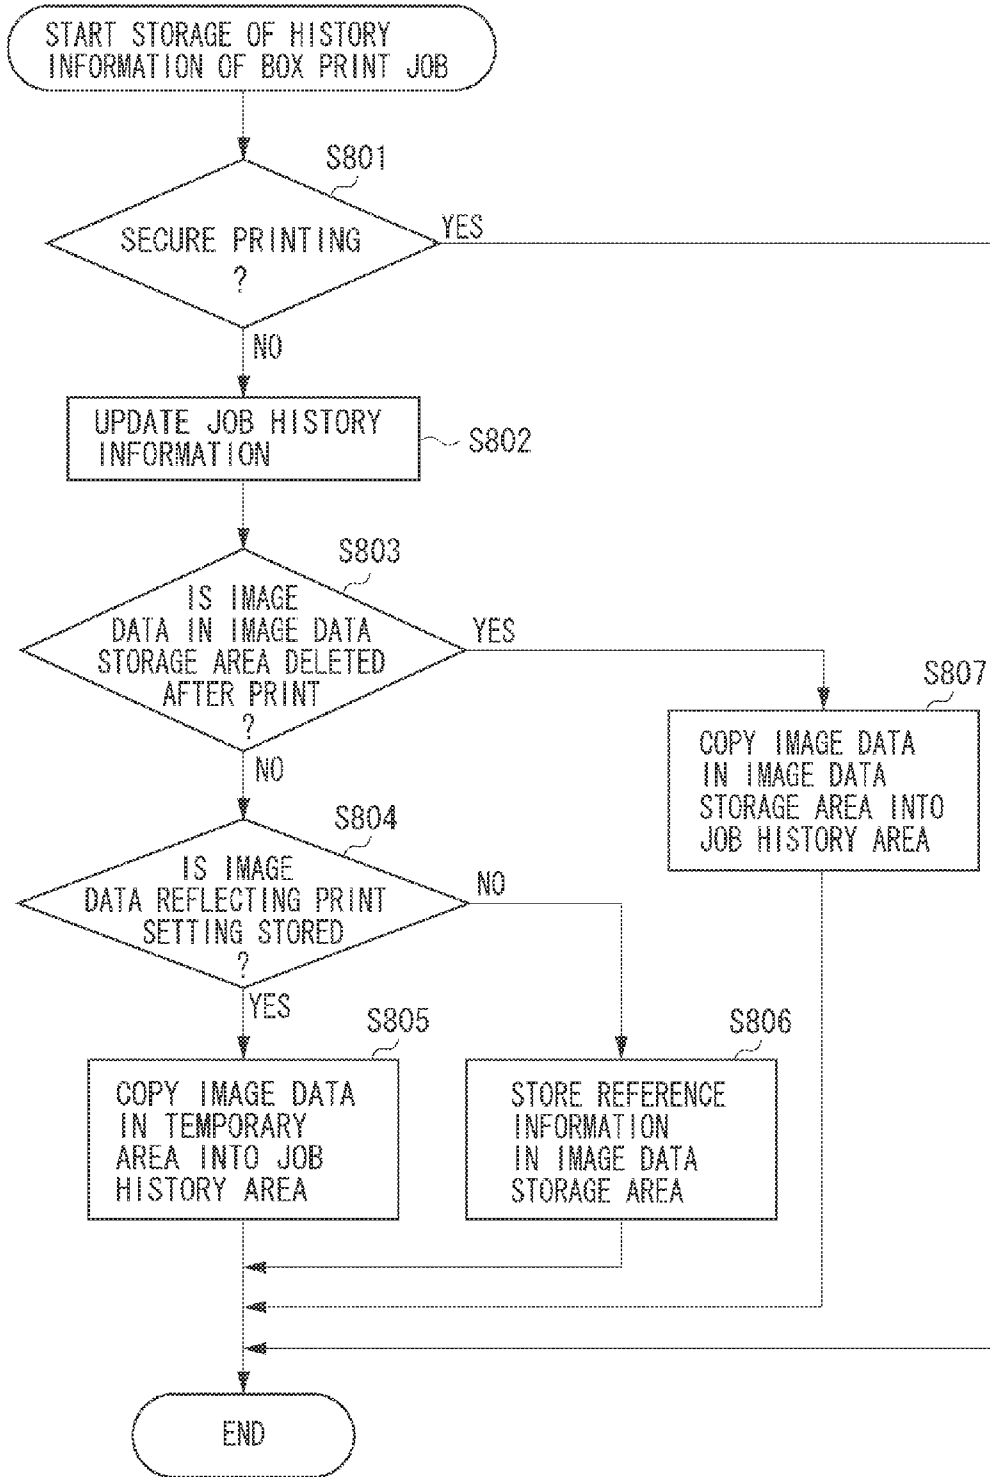 START STORAGE OF HISTORY
INFORMATION OF BOX PRINT JOB
S801
SECURE PRINTING
?
YES
NO
UPDATE JOB HISTORY
INFORMATION
S802
S803
IS IMAGE
DATA IN IMAGE DATA
STORAGE AREA DELETED
AFTER PRINT
?
YES
NO
S807
COPY IMAGE DATA
IN IMAGE DATA
STORAGE AREA INTO
JOB HISTORY AREA
S804
IS IMAGE
DATA REFLECTING PRINT
SETTING STORED
?
NO
YES
S805
COPY IMAGE DATA
IN TEMPORARY
AREA INTO JOB
HISTORY AREA
S806
STORE REFERENCE
INFORMATION
IN IMAGE DATA
STORAGE AREA
END